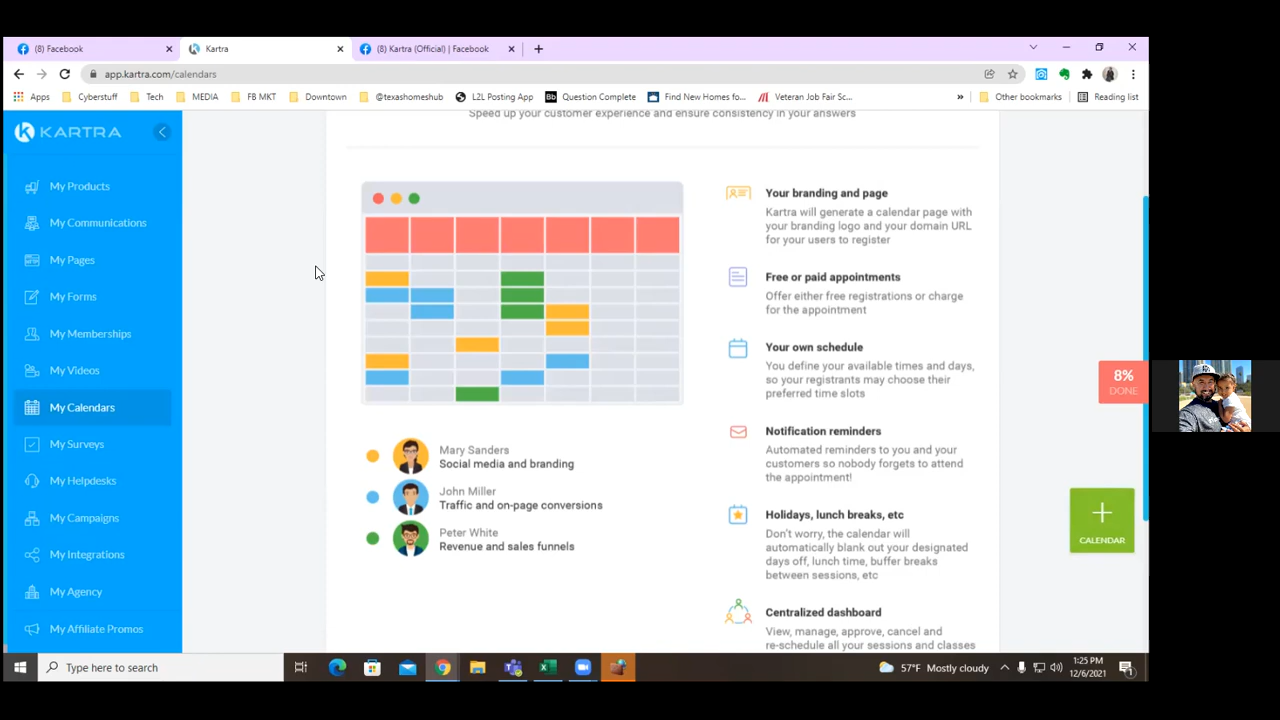 (8) Facebook
Kartra
(8) Kartra (Official) | Facebook
app.kartra.com/calendars
Apps
Cyberstuff
Tech
MEDIA
FB MKT
Downtown
@texashomeshub
L2L Posting App
Bb
Question Complete
Find New Homes fo...
Veteran Job Fair Sc...
»
Other bookmarks
Reading list
KARTRA
My Products
My Communications
My Pages
My Forms
My Memberships
My Videos
My Calendars
My Surveys
My Helpdesks
My Campaigns
My Integrations
My Agency
My Affiliate Promos
Speed up your customer experience and ensure consistency in your answers
Mary Sanders
Social media and branding
John Miller
Traffic and on-page conversions
Peter White
Revenue and sales funnels
Your branding and page
Kartra will generate a calendar page with
your branding logo and your domain URL
for your users to register
Free or paid appointments
Offer either free registrations or charge
for the appointment
Your own schedule
You define your available times and days,
so your registrants may choose their
preferred time slots
Notification reminders
Automated reminders to you and your
customers so nobody forgets to attend
the appointment!
Holidays, lunch breaks, etc
Don't worry, the calendar will
automatically blank out your designated
days off, lunch time, buffer breaks
between sessions, etc
Centralized dashboard
View, manage, approve, cancel and
re-schedule all your sessions and classes
8%
DONE
CALENDAR
Type here to search
57°F Mostly cloudy
1:25 PM
12/6/2021